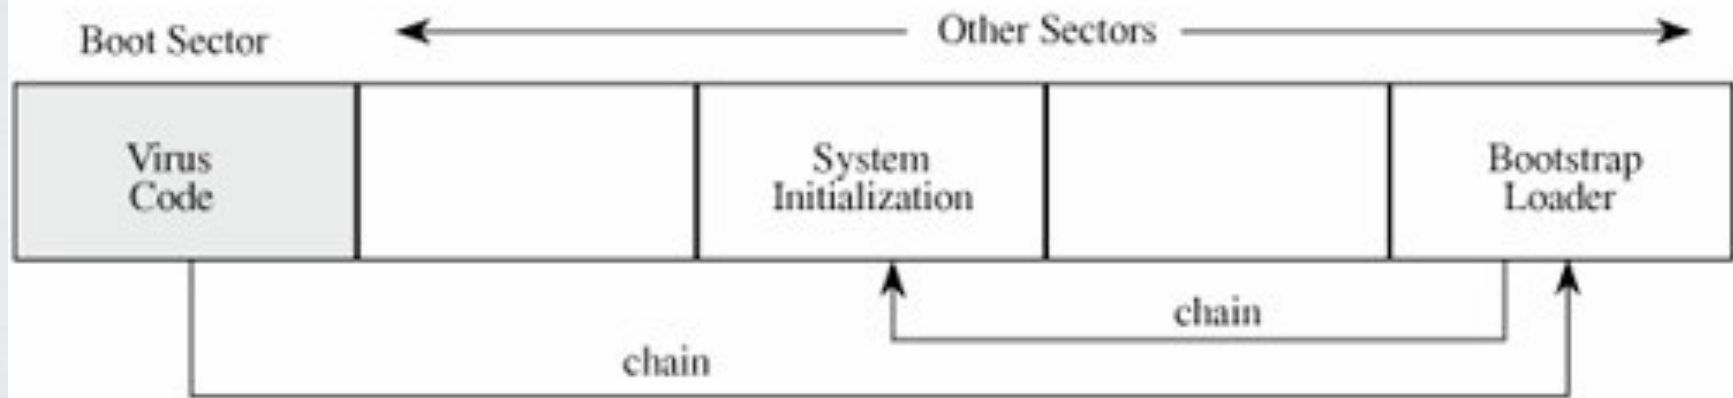 Boot Sector
Other Sectors
Virus
Code
System
Initialization
Bootstrap
Loader
chain
chain